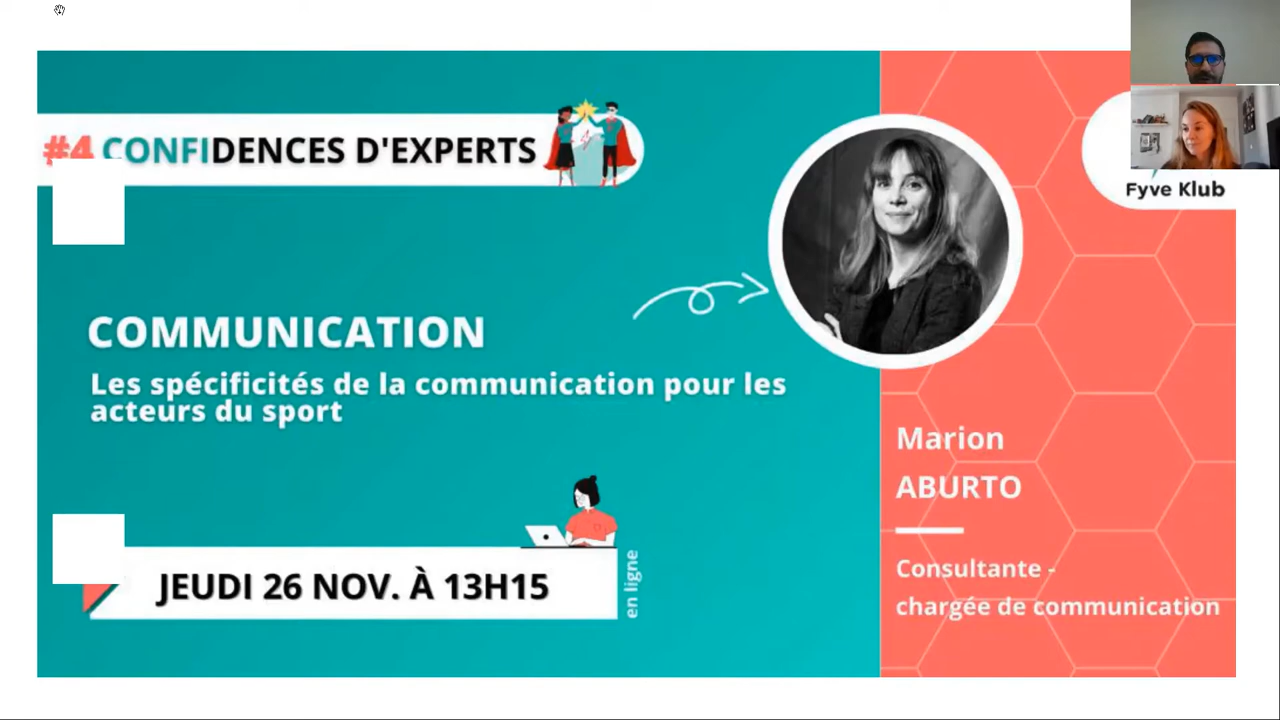 #4 CONFIDENCES D'EXPERTS
Fyve Klub
COMMUNICATION
Les spécificités de la communication pour les
acteurs du sport
Marion
ABURTO
Consultante -
chargée de communication
JEUDI 26 NOV. À 13H15
en ligne